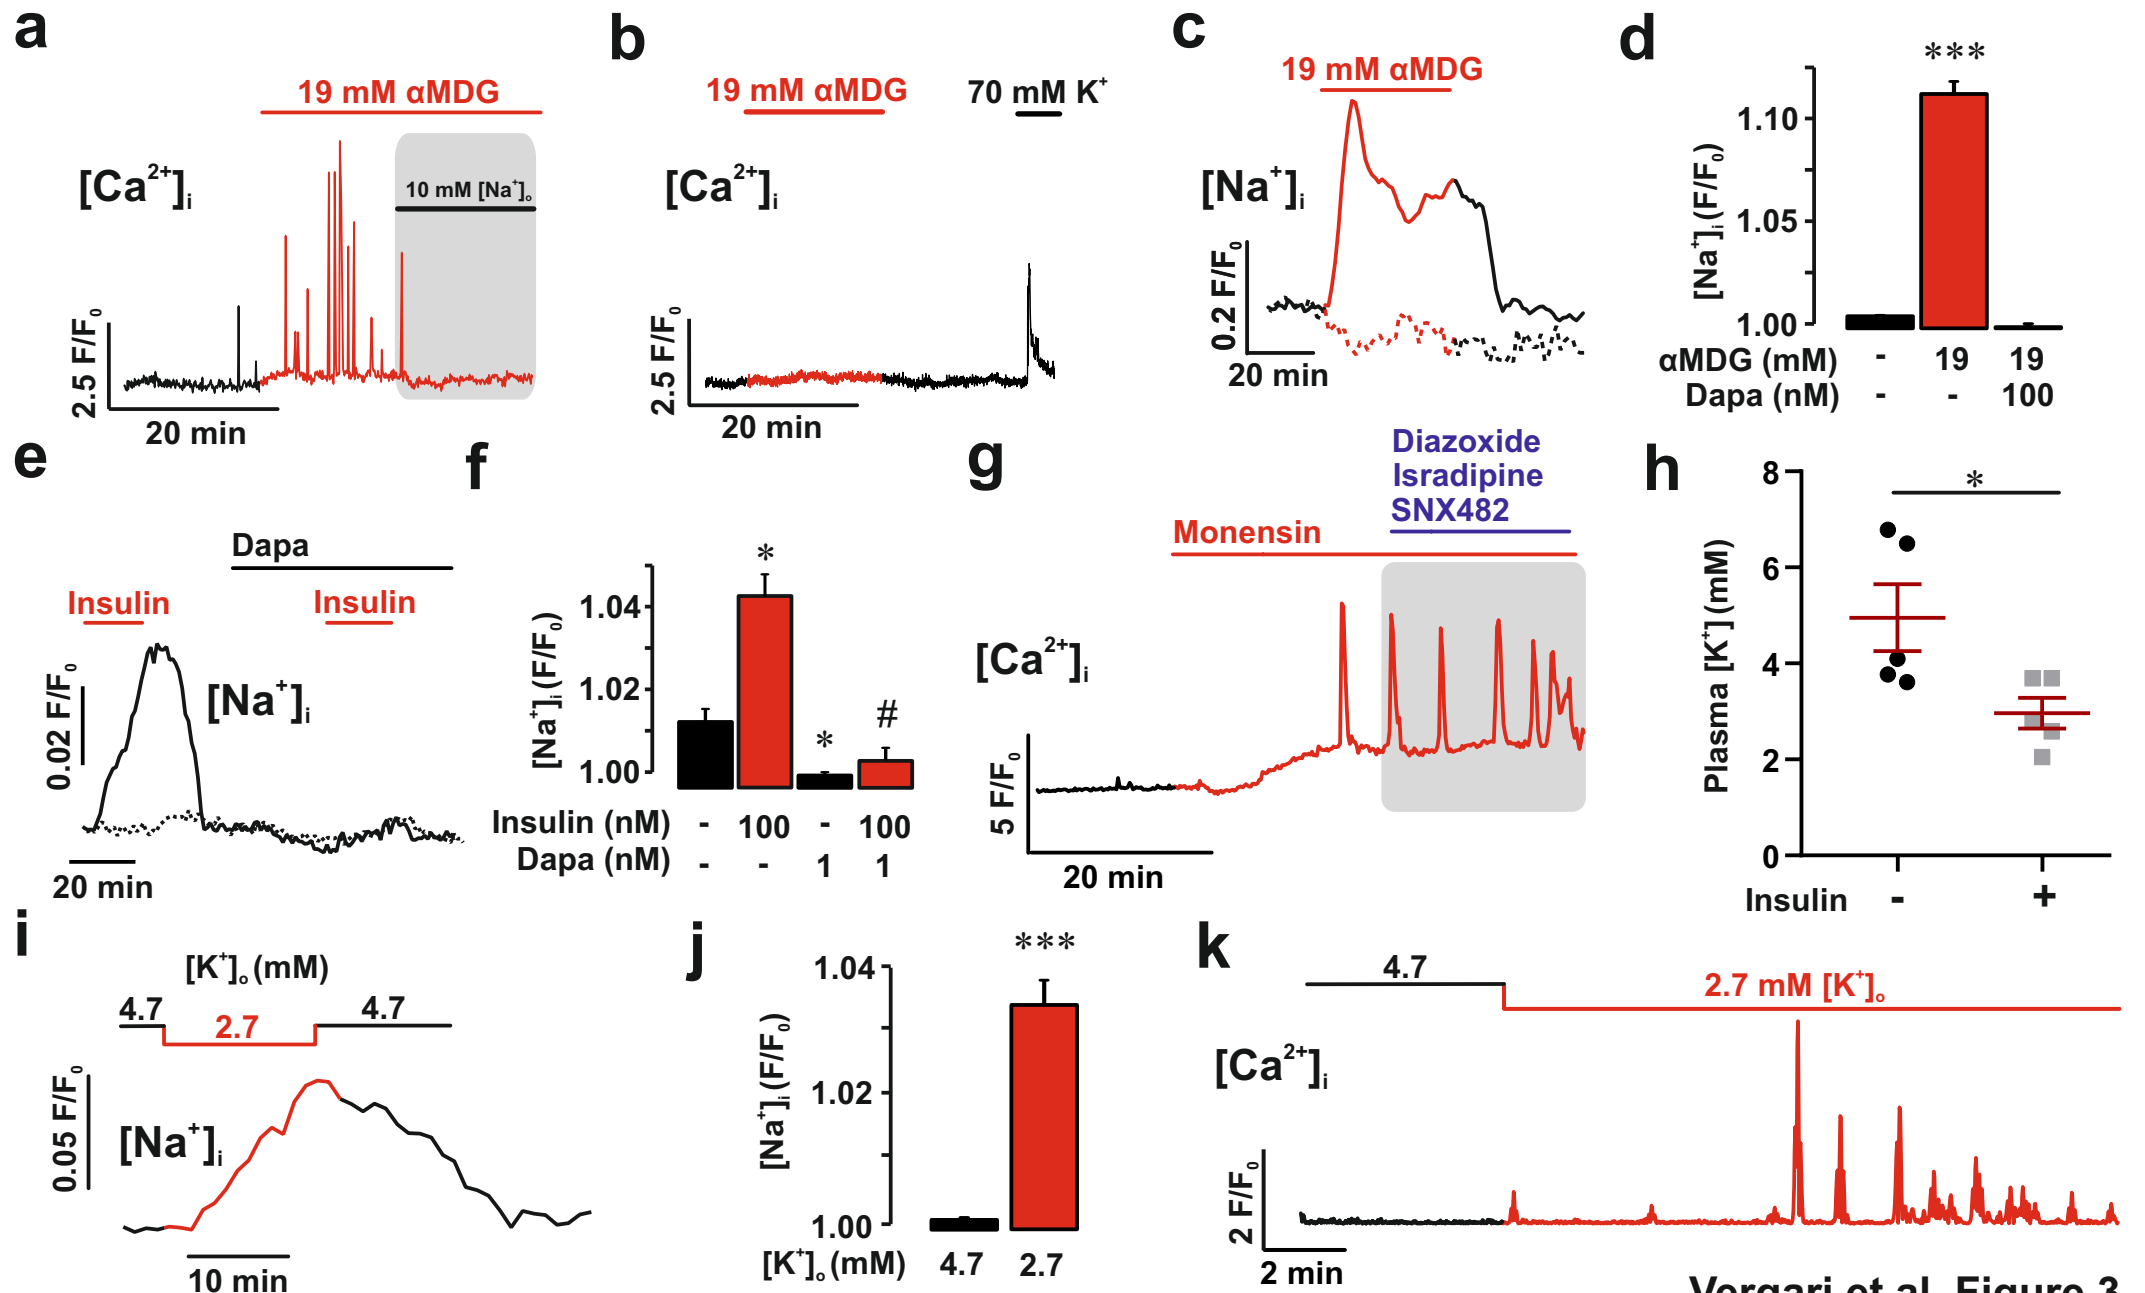 a
19 mM αMDG
[Ca²⁺]ᵢ
10 mM [Na⁺]ₒ
2.5 F/F₀
20 min
b
19 mM αMDG
70 mM K⁺
[Ca²⁺]ᵢ
2.5 F/F₀
20 min
c
19 mM αMDG
[Na⁺]ᵢ
0.2 F/F₀
20 min
d
***
[Na⁺]ᵢ (F/F₀)
1.10
1.05
1.00
αMDG (mM) - 19 19
Dapa (nM) - - 100
e
Dapa
Insulin Insulin
[Na⁺]ᵢ
0.02 F/F₀
20 min
f
[Na⁺]ᵢ (F/F₀)
1.04
1.02
1.00
* * #
Insulin (nM) - 100 - 100
Dapa (nM) - - 1 1
g
Diazoxide
Isradipine
SNX482
Monensin
[Ca²⁺]ᵢ
5 F/F₀
20 min
h
Plasma [K⁺] (mM)
8
6
4
2
0
*
Insulin - +
i
[K⁺]ₒ (mM)
4.7 2.7 4.7
[Na⁺]ᵢ
0.05 F/F₀
10 min
j
***
[Na⁺]ᵢ (F/F₀)
1.04
1.02
1.00
[K⁺]ₒ (mM) 4.7 2.7
k
4.7
2.7 mM [K⁺]ₒ
[Ca²⁺]ᵢ
2 F/F₀
2 min
Vergari et al. Figure 3